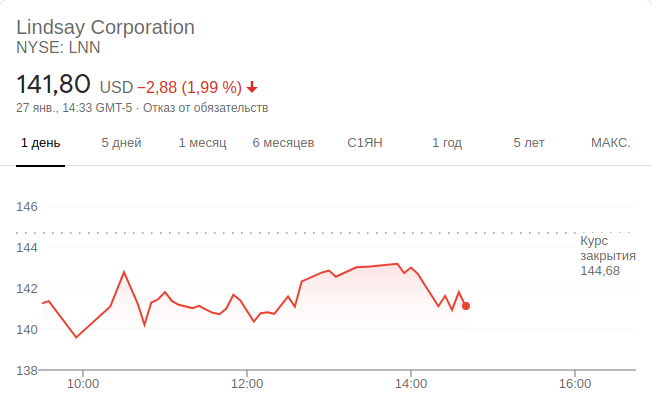 Lindsay Corporation
NYSE: LNN
141,80 USD −2,88 (1,99 %)
27 янв., 14:33 GMT-5 · Отказ от обязательств
1 день 5 дней 1 месяц 6 месяцев С1ЯН 1 год 5 лет МАКС.
146
144
142
140
138
Курс
закрытия
144,68
10:00 12:00 14:00 16:00